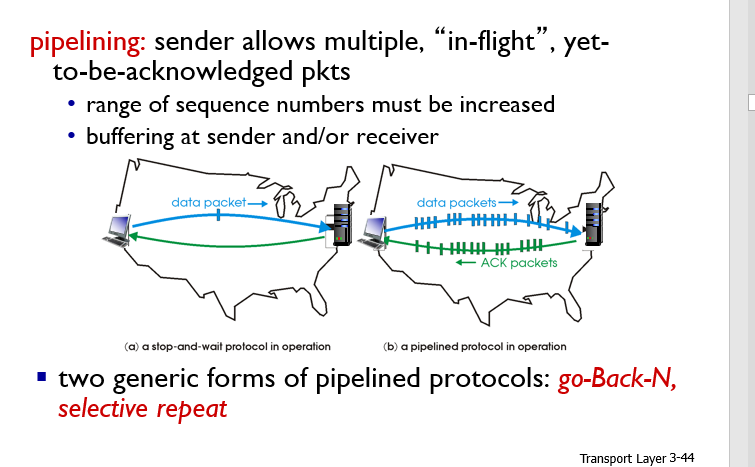 pipelining: sender allows multiple, “in-flight”, yet-
to-be-acknowledged pkts
• range of sequence numbers must be increased
• buffering at sender and/or receiver
data packet
data packets
ACK packets
(a) a stop-and-wait protocol in operation
(b) a pipelined protocol in operation
▪ two generic forms of pipelined protocols: go-Back-N,
selective repeat
Transport Layer 3-44